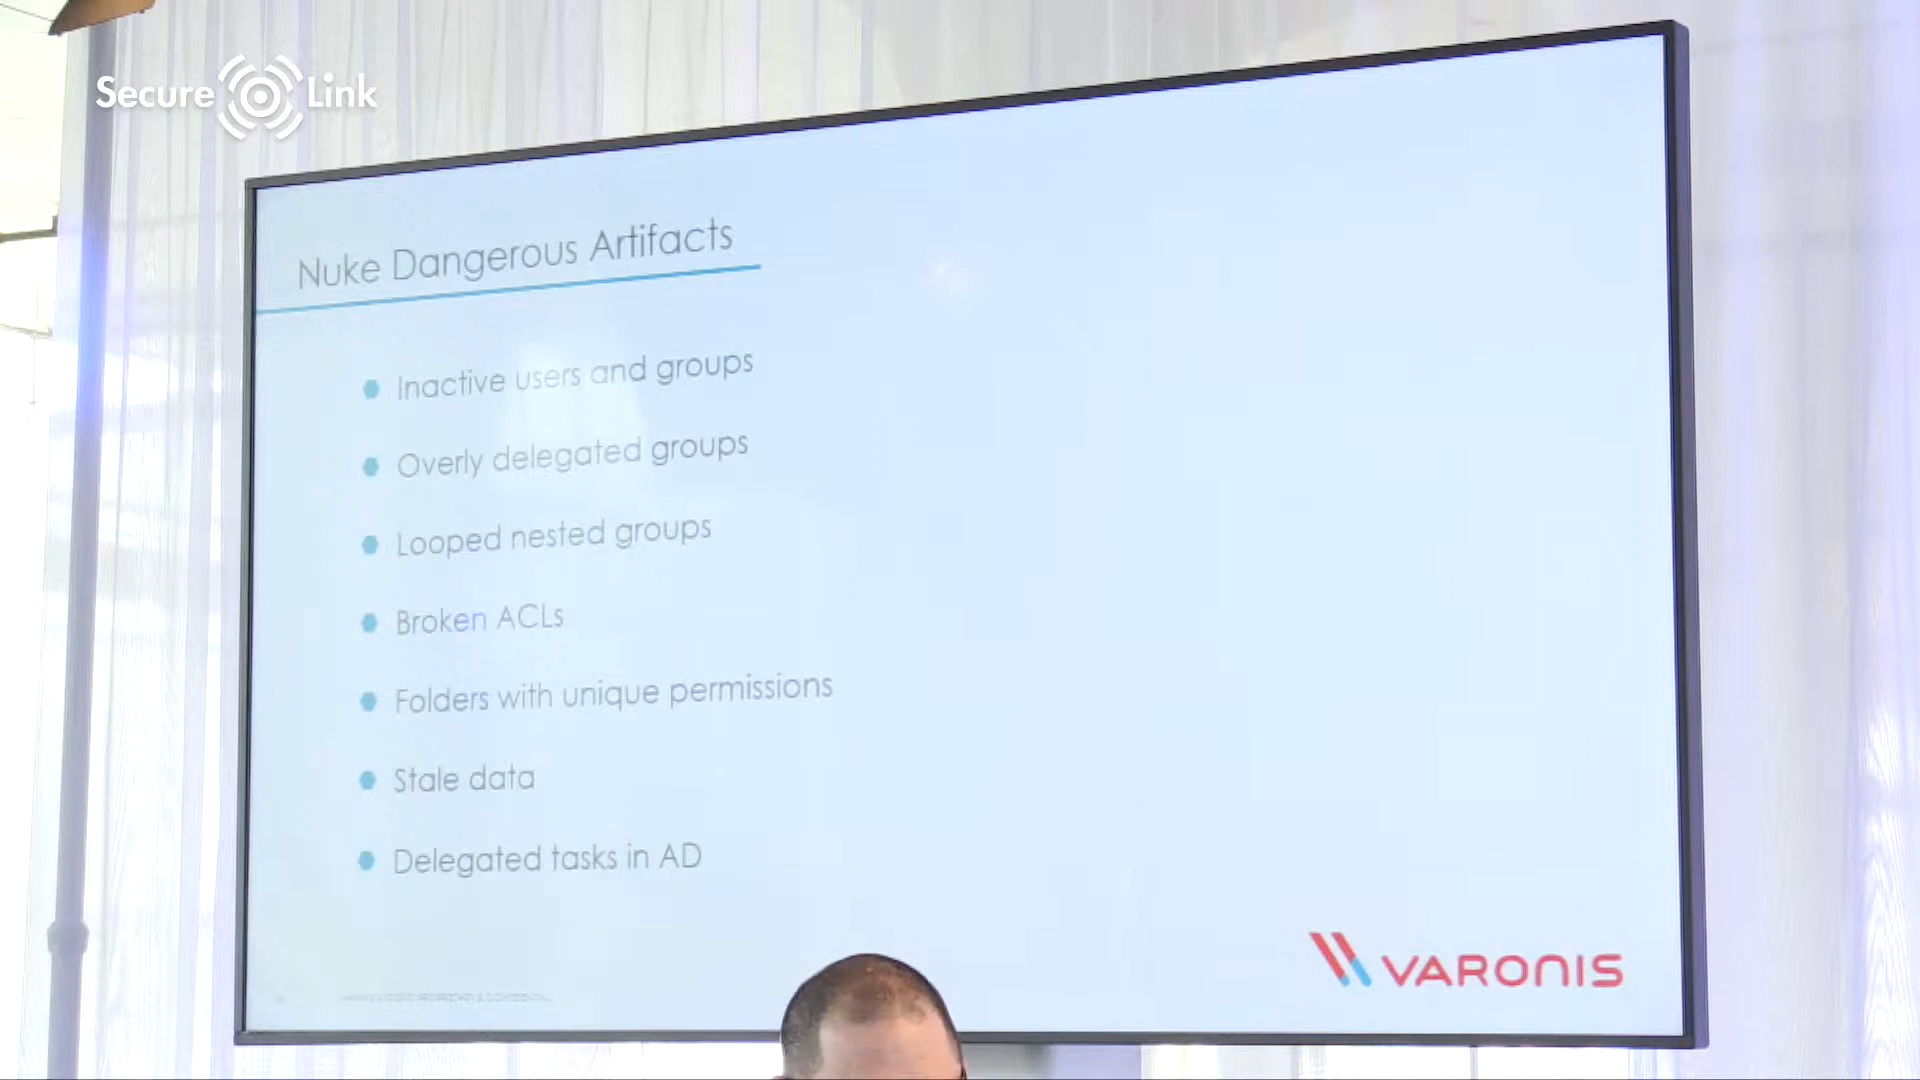 Secure Link
Nuke Dangerous Artifacts
Inactive users and groups
Overly delegated groups
Looped nested groups
Broken ACLs
Folders with unique permissions
Stale data
Delegated tasks in AD
VARONIS